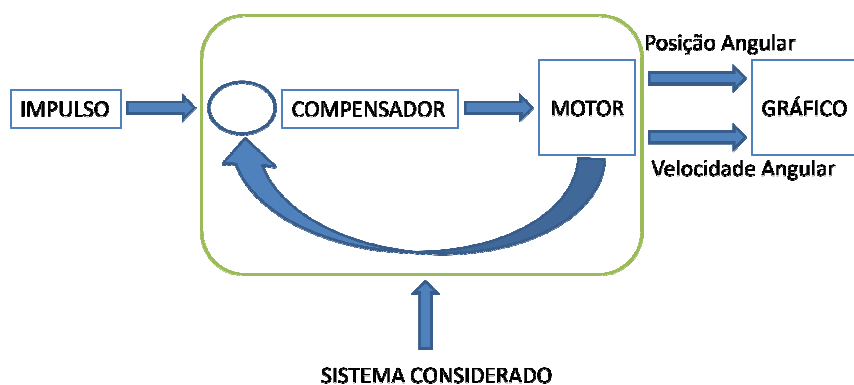 Posição Angular
IMPULSO
COMPENSADOR
MOTOR
GRÁFICO
Velocidade Angular
SISTEMA CONSIDERADO